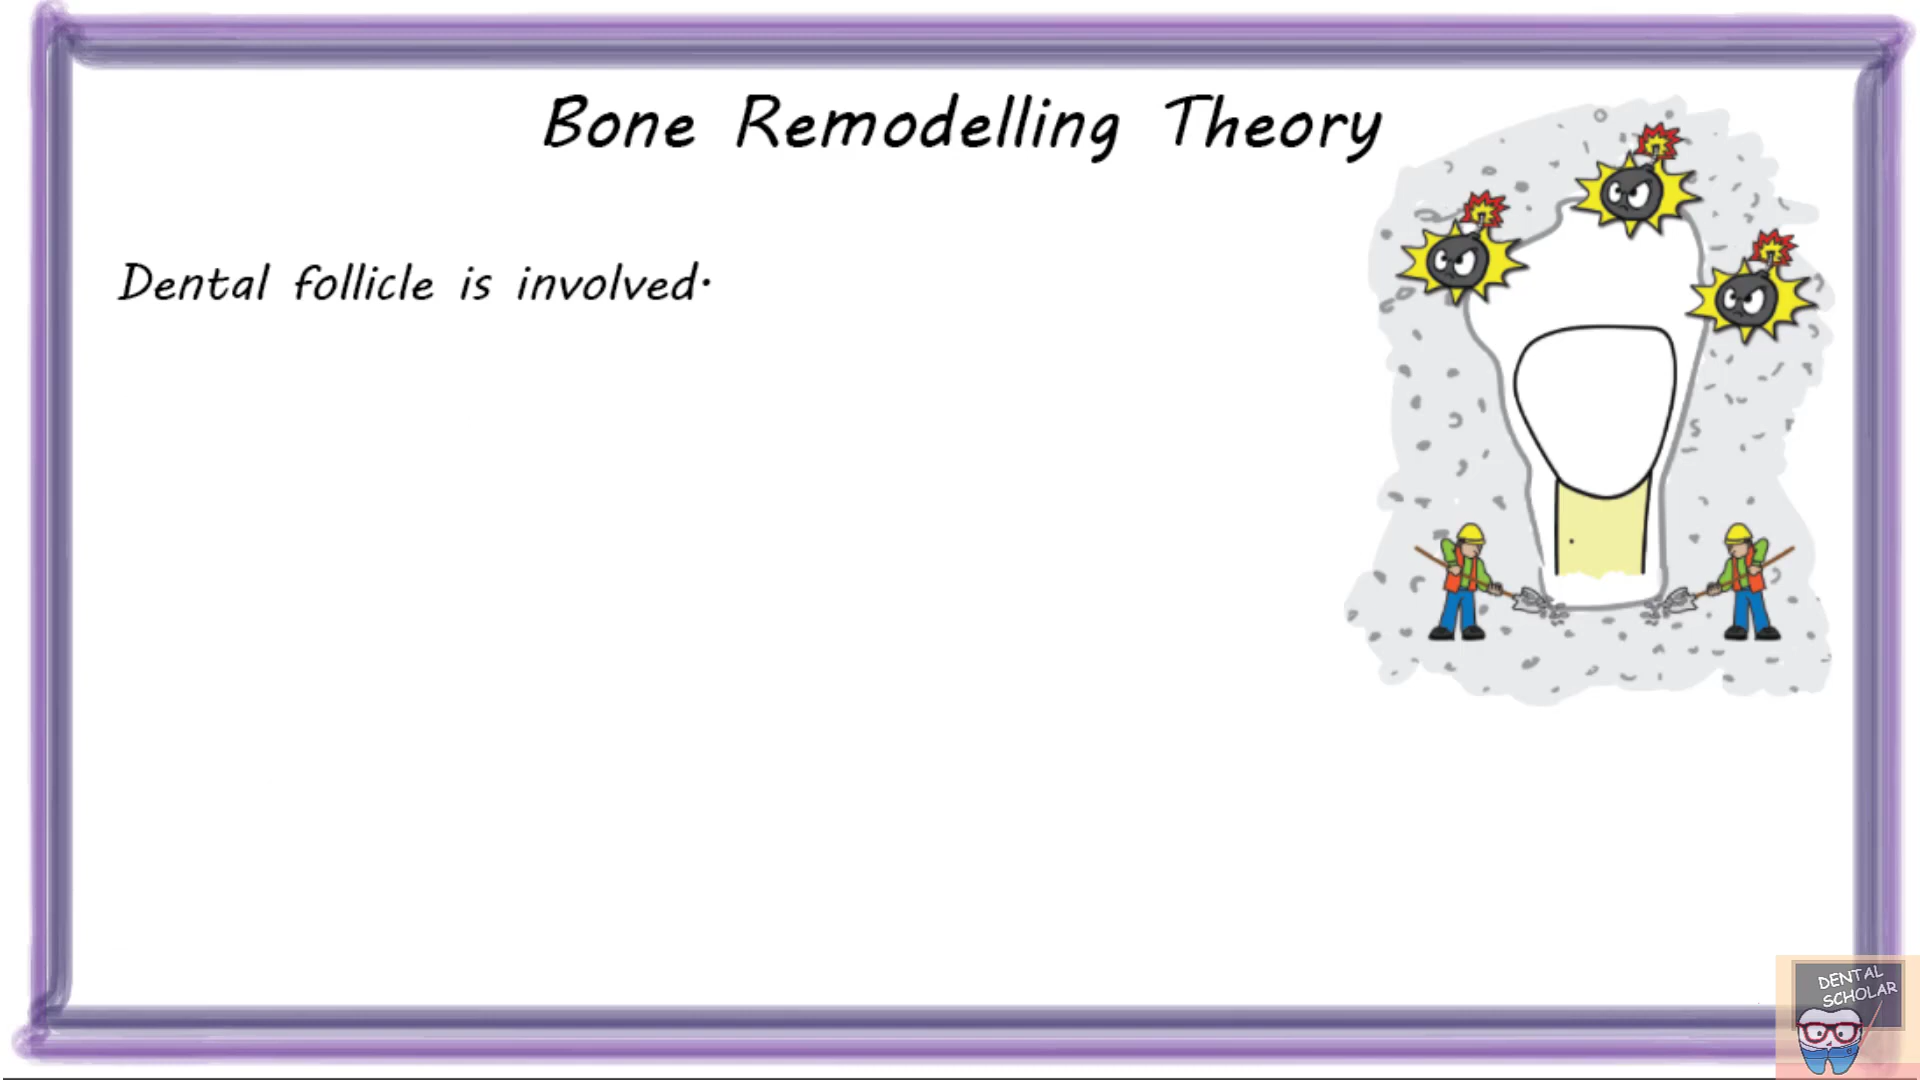 Bone Remodelling Theory
Dental follicle is involved.
DENTAL
SCHOLAR